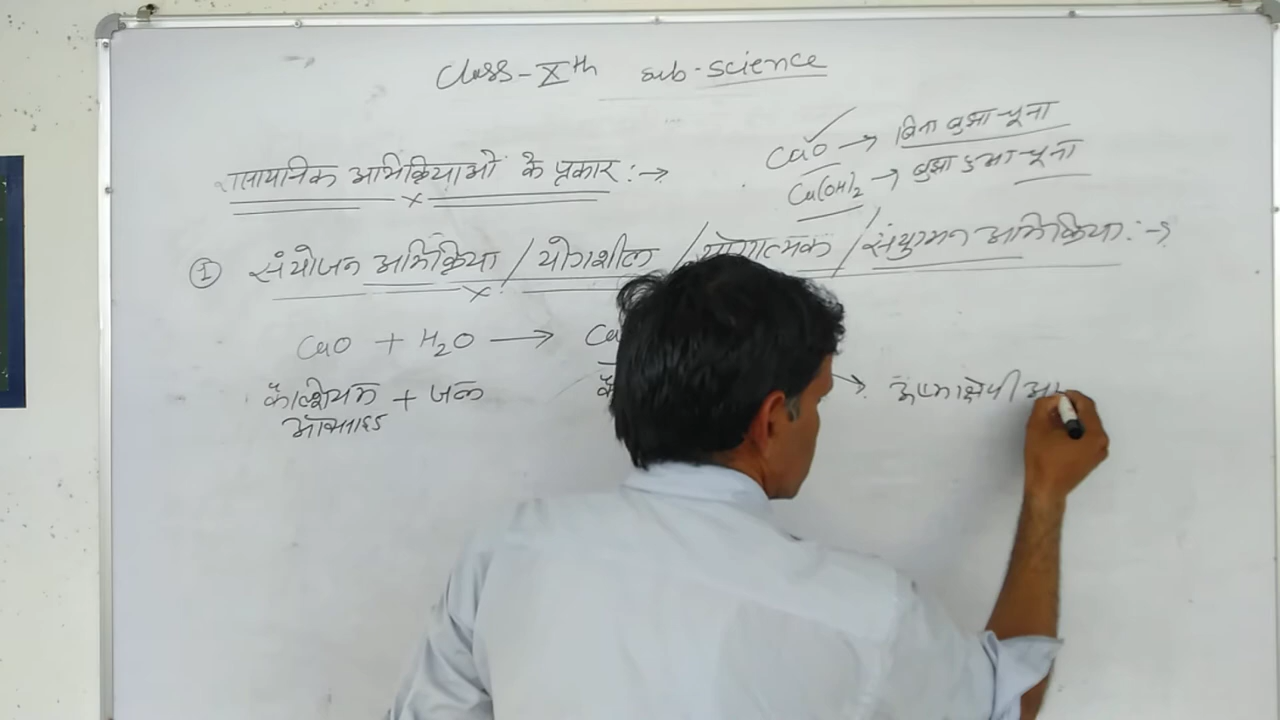 Class-Xth sub-science
रासायनिक अभिक्रियाओं के प्रकार :→
CaO → बिना बुझा चूना
Ca(OH)2 → बुझा हुआ चूना
① संयोजन अभिक्रिया / योगशील / योगात्मक / संयुग्मन अभिक्रिया :→
CaO + H2O → Ca
कैल्शियम + जल
ऑक्साइड
→ ऊष्माक्षेपी